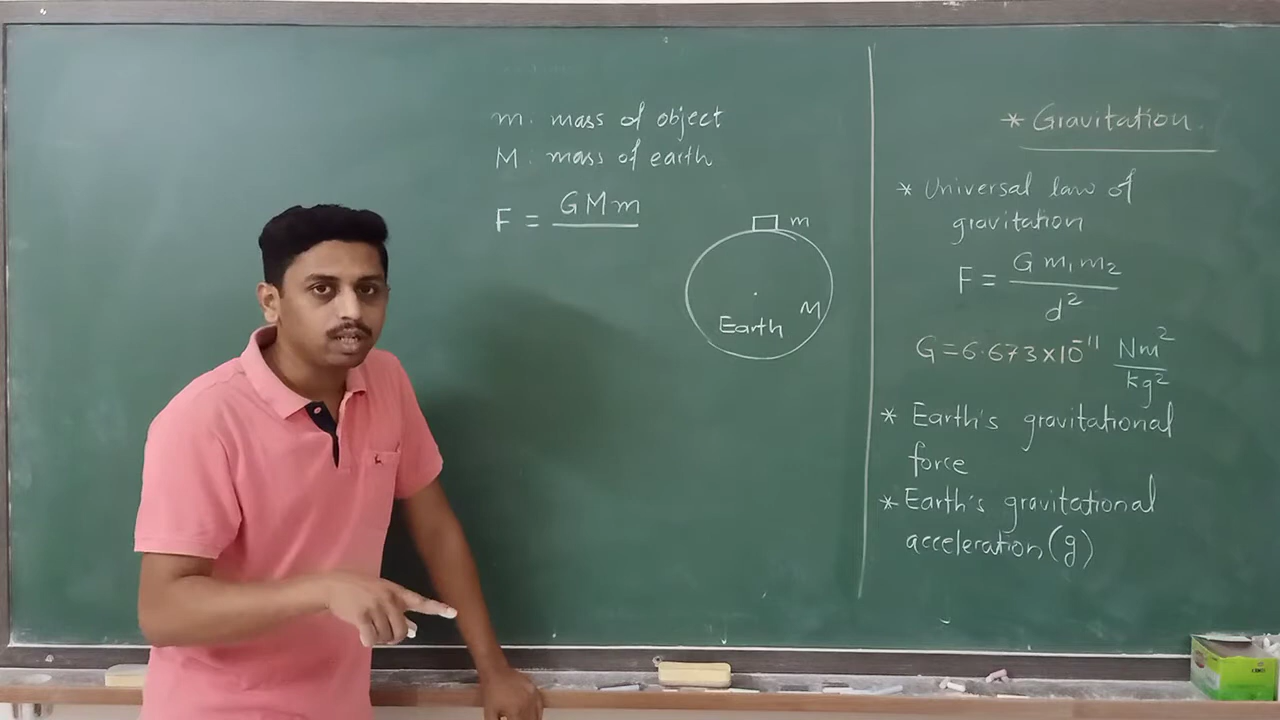 m: mass of object
M: mass of earth
F = GMm
m
M
Earth
* Gravitation.
* Universal law of
gravitation
F = G m₁m₂
d²
G = 6.673×10⁻¹¹ Nm²
kg²
* Earth's gravitational
force
* Earth's gravitational
acceleration (g)